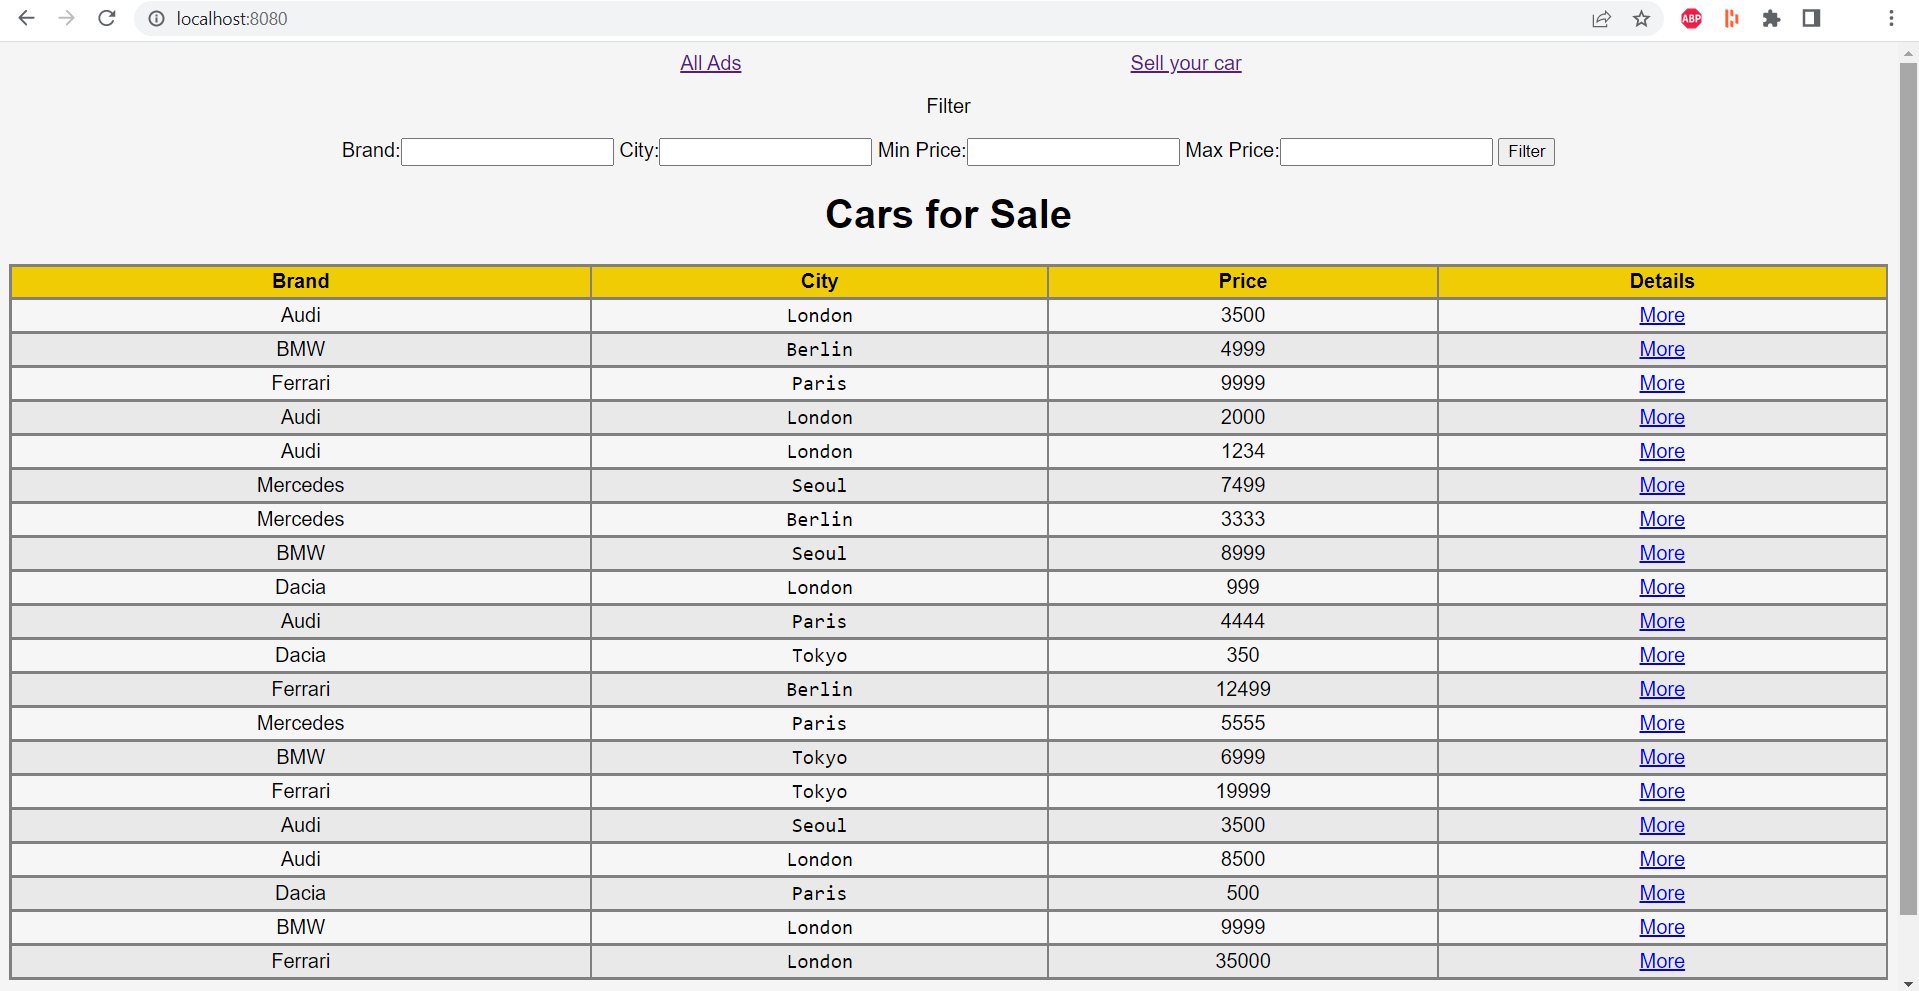 localhost:8080
ABP
All Ads Sell your car
Filter
Brand: City: Min Price: Max Price: Filter
Cars for Sale
Brand City Price Details
Audi London 3500 More
BMW Berlin 4999 More
Ferrari Paris 9999 More
Audi London 2000 More
Audi London 1234 More
Mercedes Seoul 7499 More
Mercedes Berlin 3333 More
BMW Seoul 8999 More
Dacia London 999 More
Audi Paris 4444 More
Dacia Tokyo 350 More
Ferrari Berlin 12499 More
Mercedes Paris 5555 More
BMW Tokyo 6999 More
Ferrari Tokyo 19999 More
Audi Seoul 3500 More
Audi London 8500 More
Dacia Paris 500 More
BMW London 9999 More
Ferrari London 35000 More